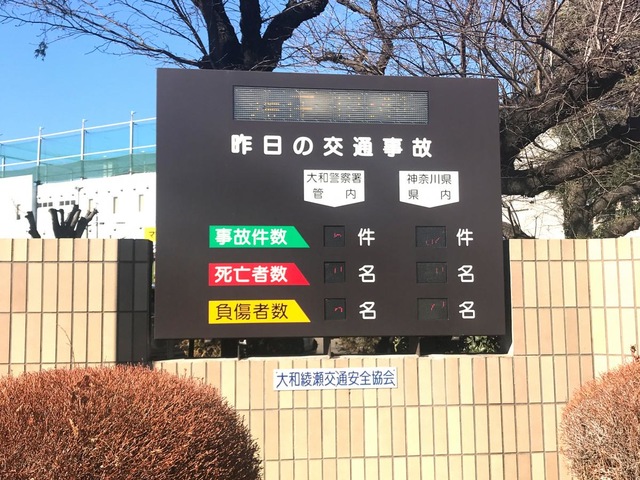 昨日の交通事故
大和警察署
管内
神奈川県
県内
事故件数 件 件
死亡者数 名 名
負傷者数 名 名
大和綾瀬交通安全協会